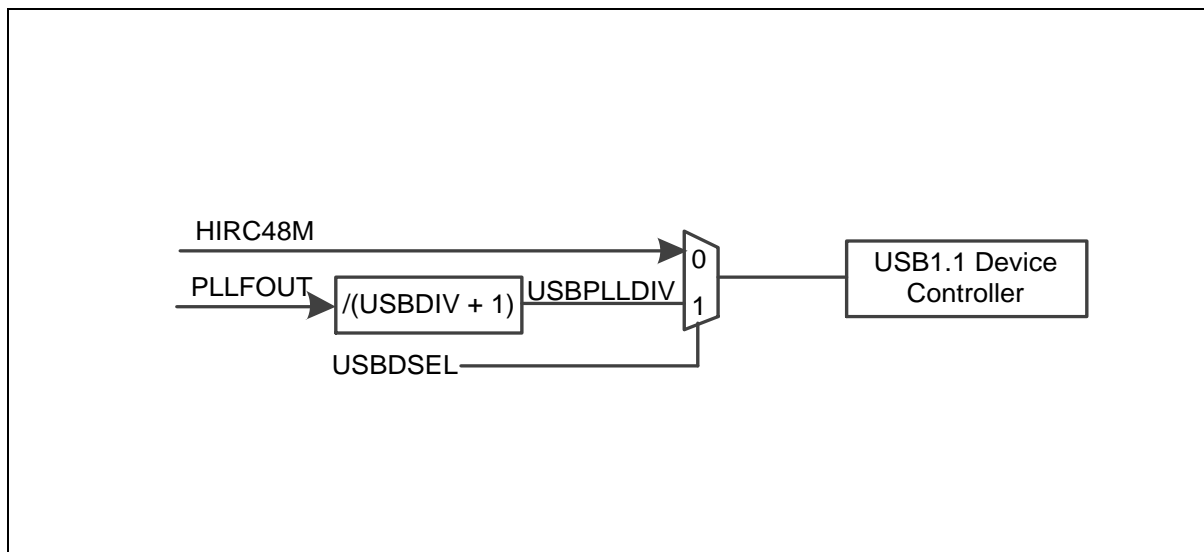 HIRC48M
PLLFOUT
/(USBDIV + 1)
USBPLLDIV
0
1
USBDSEL
USB1.1 Device
Controller